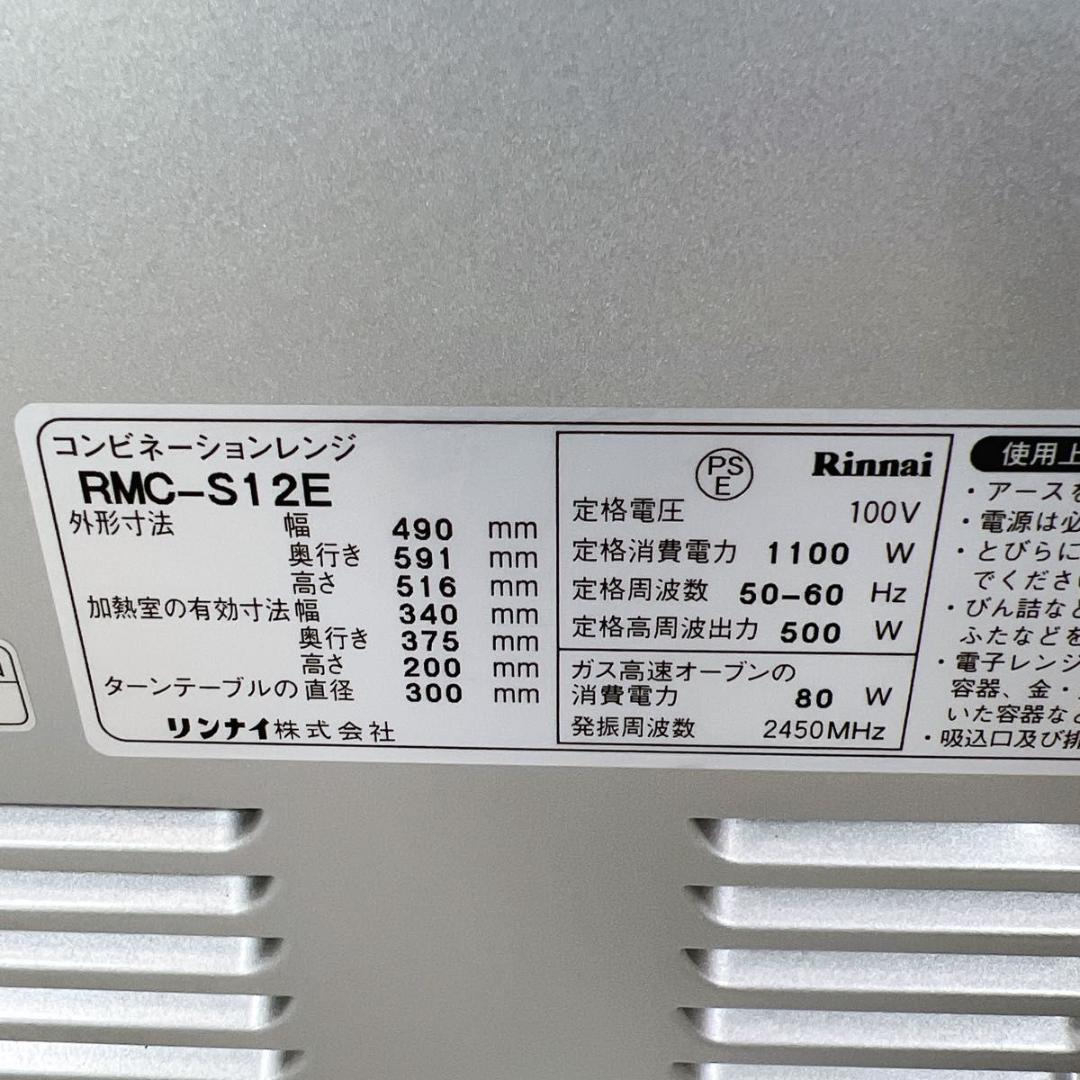 コンビネーションレンジ
RMC-S12E
外形寸法 幅 490 mm
奥行き 591 mm
高さ 516 mm
加熱室の有効寸法 幅 340 mm
奥行き 375 mm
高さ 200 mm
ターンテーブルの直径 300 mm
リンナイ株式会社
PS
E
Rinnai
定格電圧 100V
定格消費電力 1100 W
定格周波数 50-60 Hz
定格高周波出力 500 W
ガス高速オーブンの
消費電力 80 W
発振周波数 2450MHz
使用上
・アースを
・電源は必
・とびらに
でください
・びん詰など
ふたなどを
・電子レンジ
容器、金・
いた容器など
・吸込口及び排